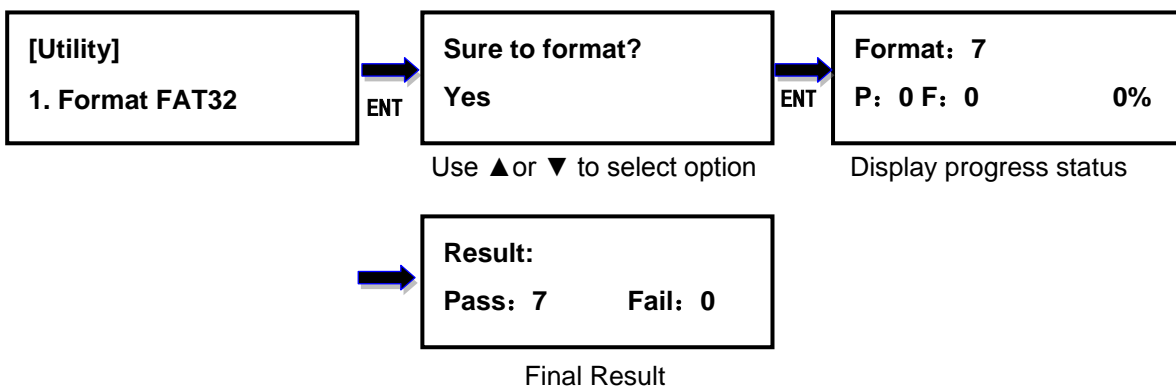 [Utility]
1. Format FAT32
ENT
Sure to format?
Yes
Use ▲or ▼ to select option
ENT
Format：7
P：0 F：0 0%
Display progress status
Result:
Pass：7 Fail：0
Final Result